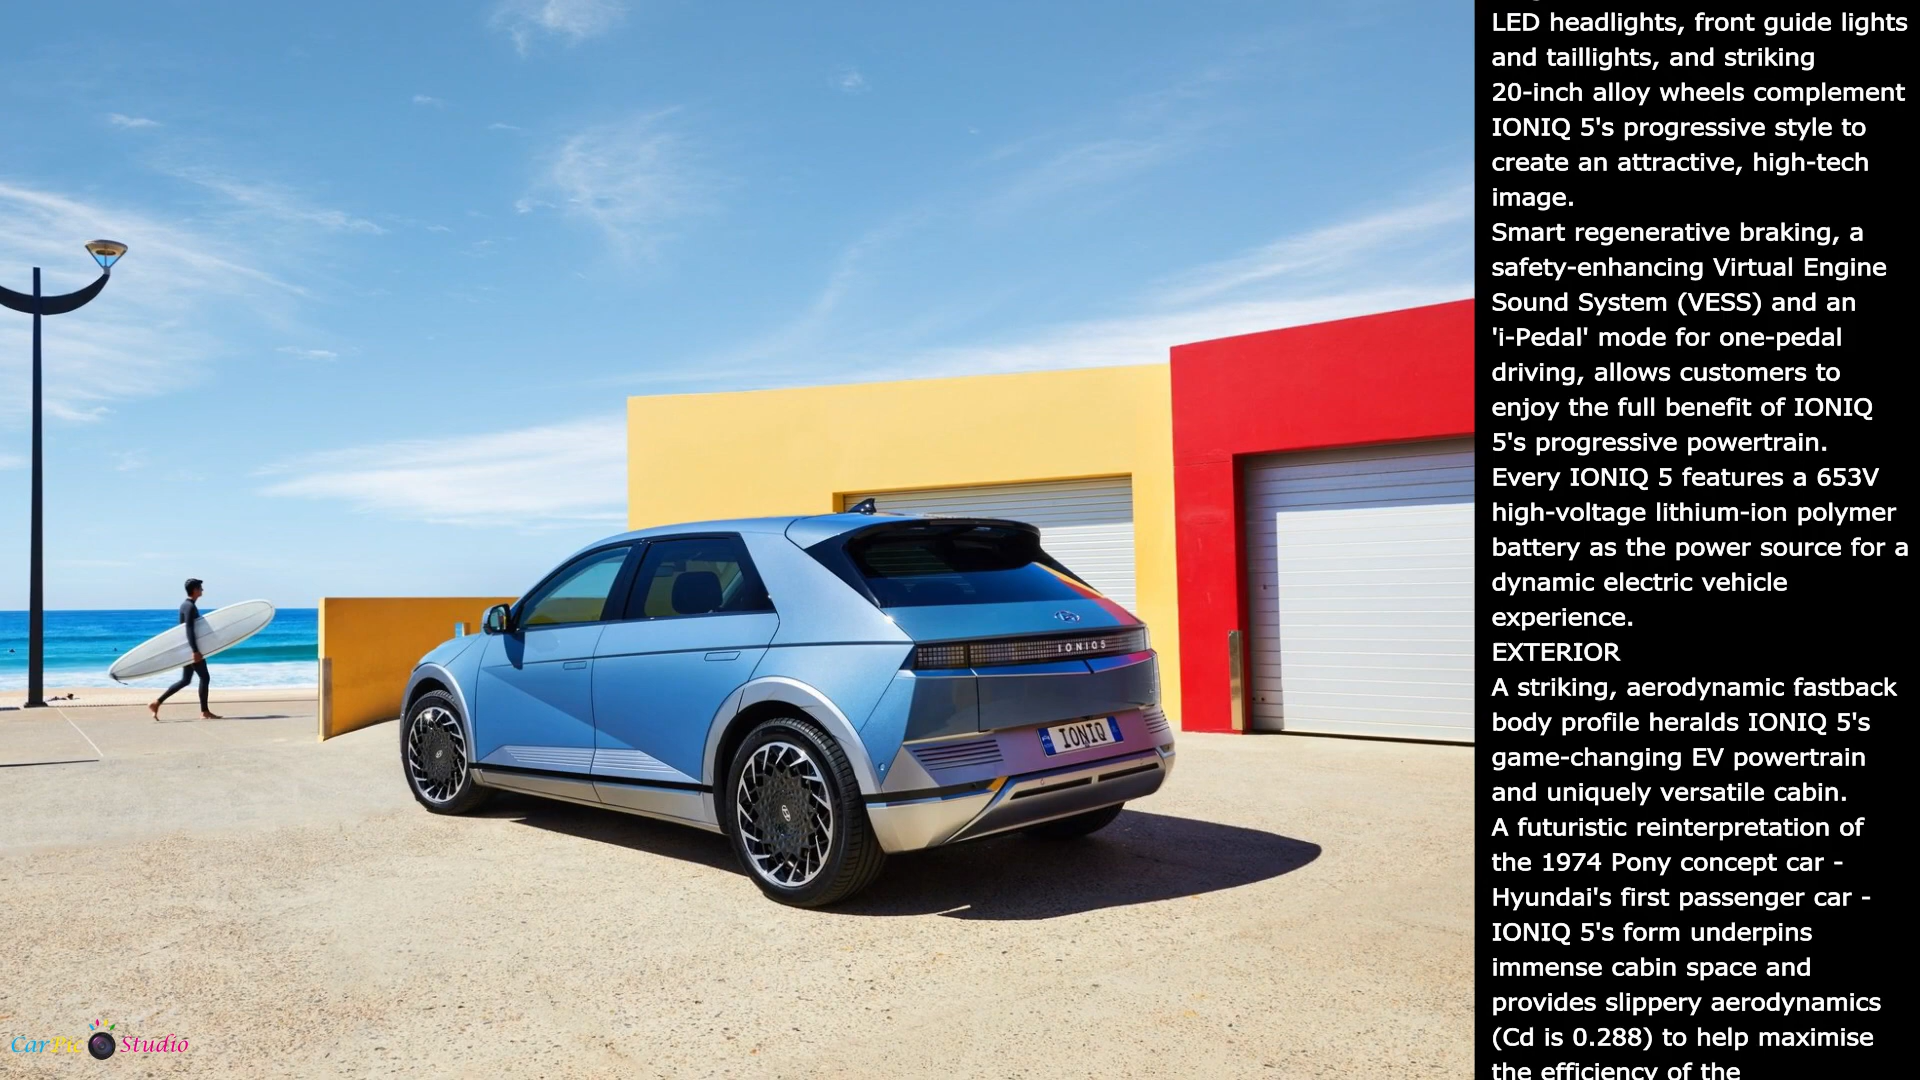 LED headlights, front guide lights
and taillights, and striking
20-inch alloy wheels complement
IONIQ 5's progressive style to
create an attractive, high-tech
image.
Smart regenerative braking, a
safety-enhancing Virtual Engine
Sound System (VESS) and an
'i-Pedal' mode for one-pedal
driving, allows customers to
enjoy the full benefit of IONIQ
5's progressive powertrain.
Every IONIQ 5 features a 653V
high-voltage lithium-ion polymer
battery as the power source for a
dynamic electric vehicle
experience.
EXTERIOR
A striking, aerodynamic fastback
body profile heralds IONIQ 5's
game-changing EV powertrain
and uniquely versatile cabin.
A futuristic reinterpretation of
the 1974 Pony concept car -
Hyundai's first passenger car -
IONIQ 5's form underpins
immense cabin space and
provides slippery aerodynamics
(Cd is 0.288) to help maximise
the efficiency of the
IONIQ5
IONIQ
CarPic Studio